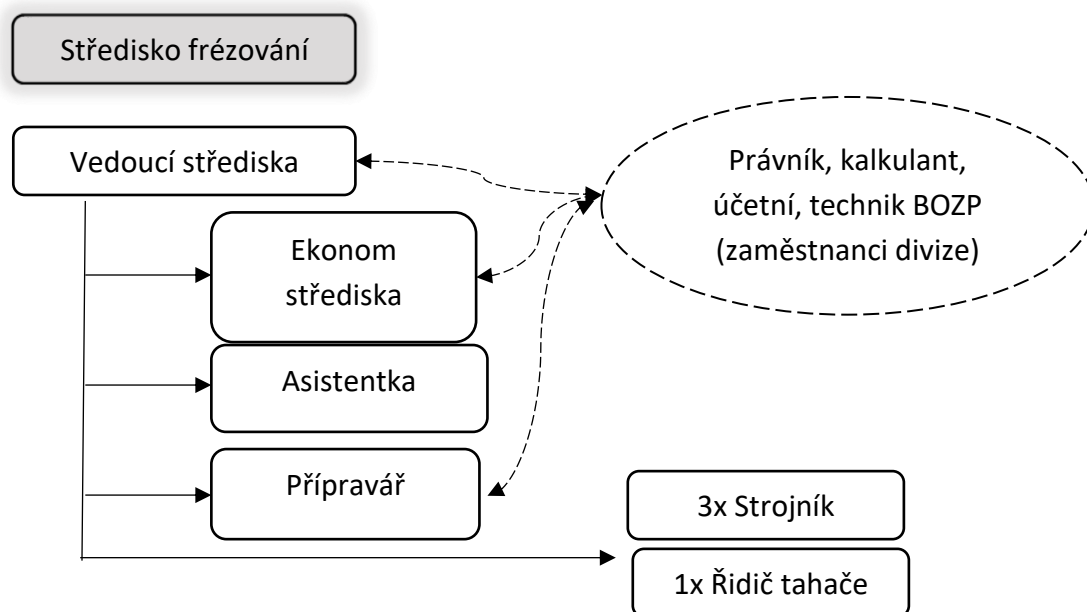 Středisko frézování
Vedoucí střediska
Právník, kalkulant,
účetní, technik BOZP
(zaměstnanci divize)
Ekonom
střediska
Asistentka
Přípravář
3x Strojník
1x Řidič tahače